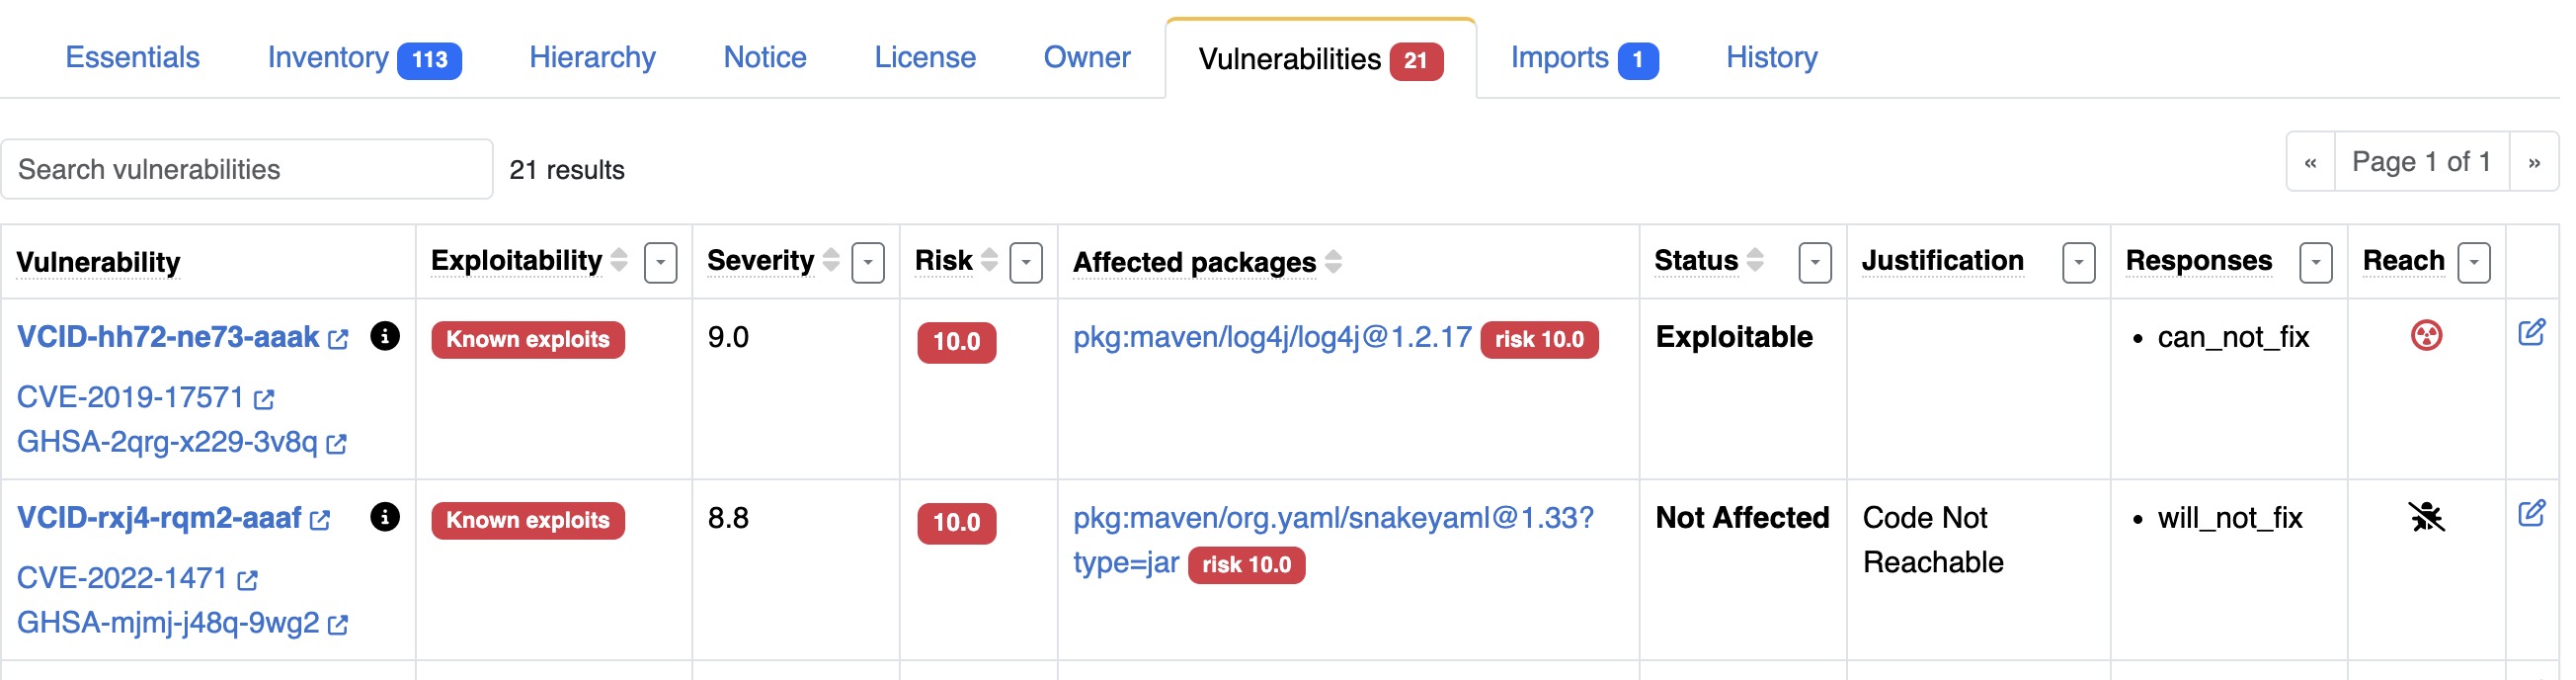 Essentials Inventory 113 Hierarchy Notice License Owner Vulnerabilities 21 Imports 1 History
Search vulnerabilities 21 results « Page 1 of 1 »
Vulnerability Exploitability Severity Risk Affected packages Status Justification Responses Reach
VCID-hh72-ne73-aaak Known exploits 9.0 10.0 pkg:maven/log4j/log4j@1.2.17 risk 10.0 Exploitable • can_not_fix
CVE-2019-17571
GHSA-2qrg-x229-3v8q
VCID-rxj4-rqm2-aaaf Known exploits 8.8 10.0 pkg:maven/org.yaml/snakeyaml@1.33? Not Affected Code Not • will_not_fix
type=jar risk 10.0 Reachable
CVE-2022-1471
GHSA-mjmj-j48q-9wg2